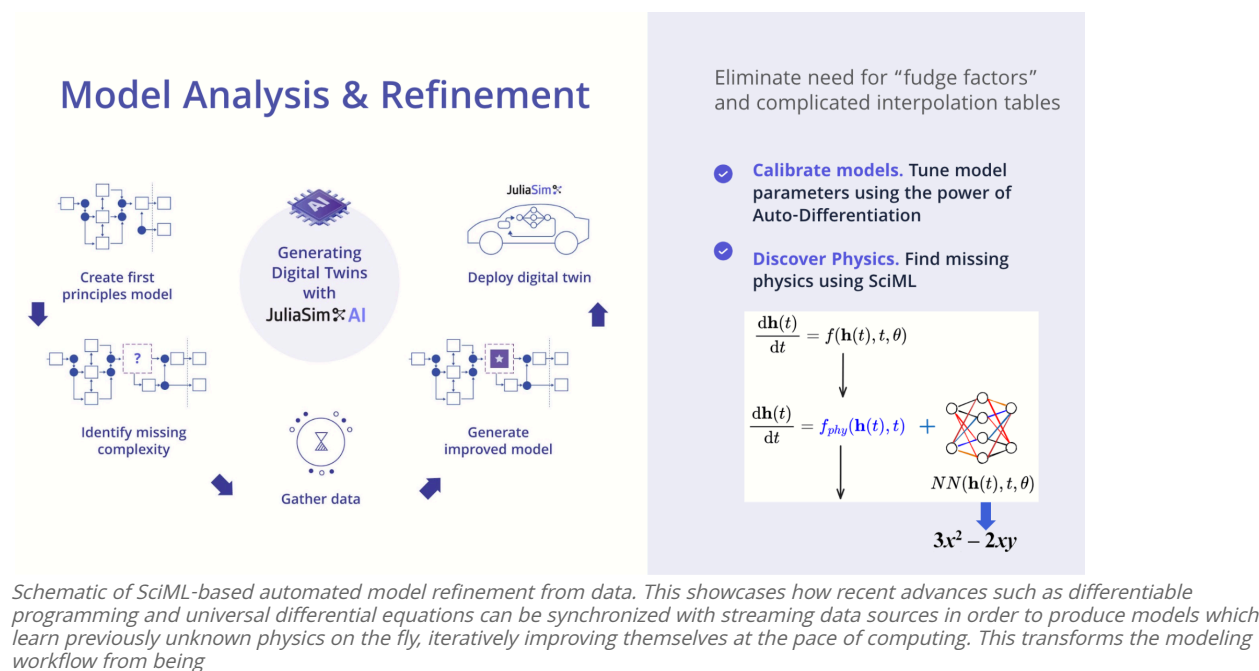 Model Analysis & Refinement
Create first
principles model
Identify missing
complexity
?
Gather data
Generate
improved model
Deploy digital twin
JuliaSim
AI
Generating
Digital Twins
with
JuliaSim AI
Eliminate need for “fudge factors”
and complicated interpolation tables
Calibrate models. Tune model
parameters using the power of
Auto-Differentiation
Discover Physics. Find missing
physics using SciML
dh(t)/dt = f(h(t), t, θ)
dh(t)/dt = f_phy(h(t), t) +
NN(h(t), t, θ)
3x² − 2xy
Schematic of SciML-based automated model refinement from data. This showcases how recent advances such as differentiable
programming and universal differential equations can be synchronized with streaming data sources in order to produce models which
learn previously unknown physics on the fly, iteratively improving themselves at the pace of computing. This transforms the modeling
workflow from being